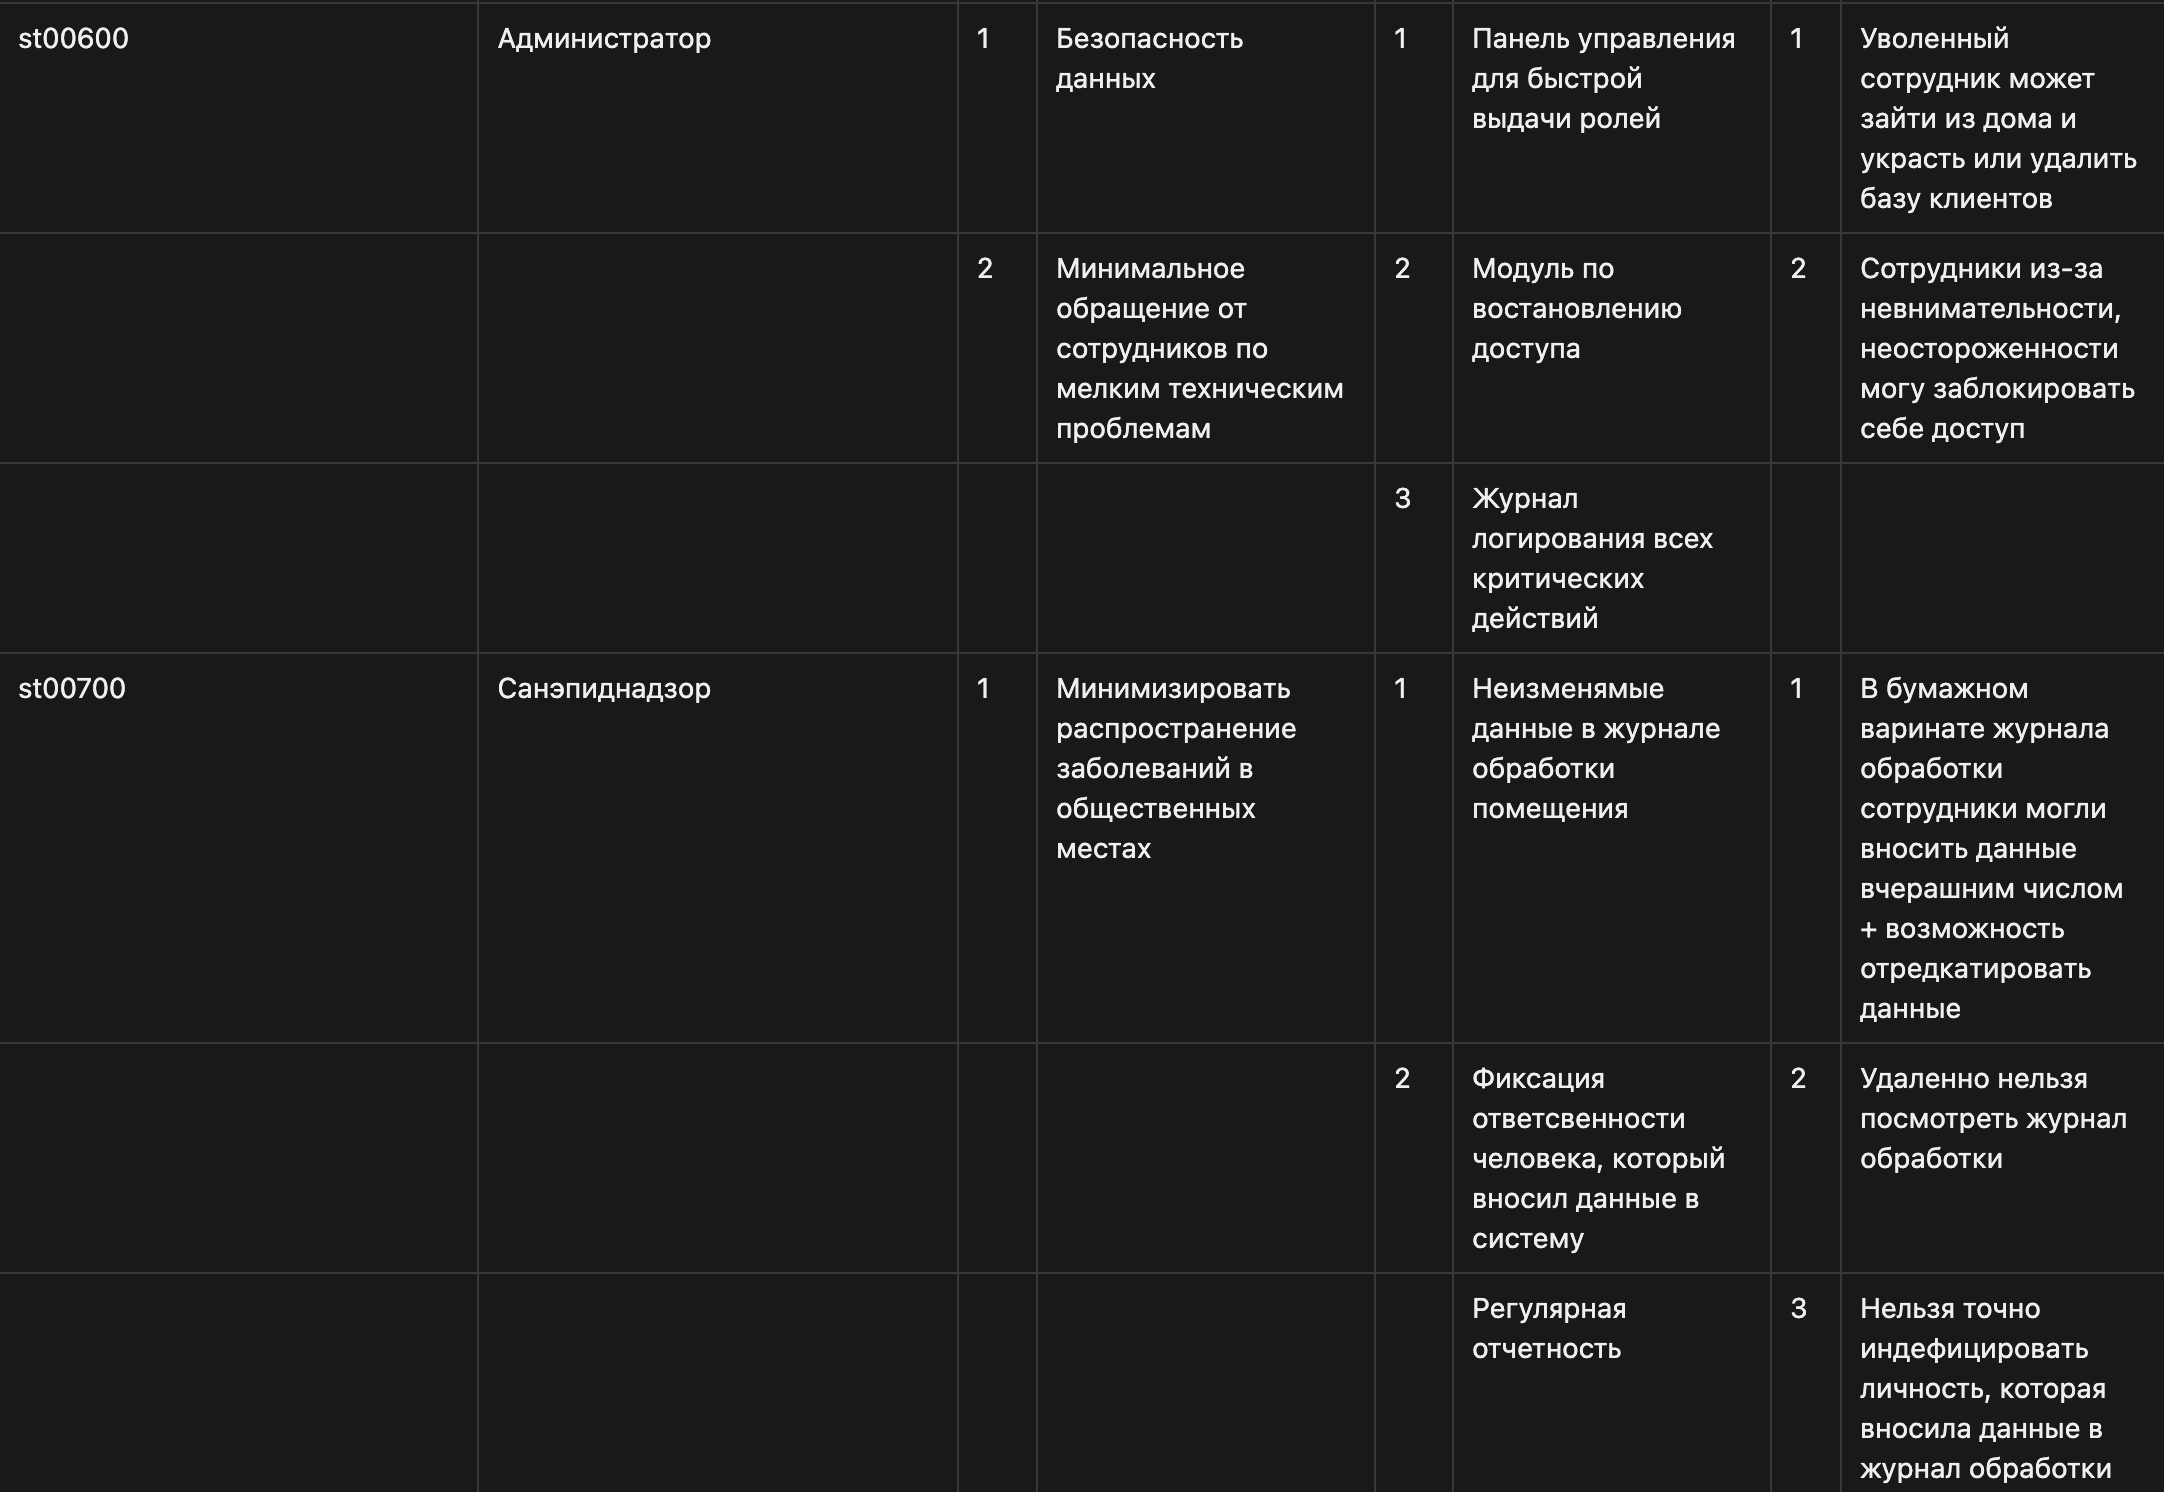 st00600
Администратор
1
Безопасность
данных
1
Панель управления
для быстрой
выдачи ролей
1
Уволенный
сотрудник может
зайти из дома и
украсть или удалить
базу клиентов
2
Минимальное
обращение от
сотрудников по
мелким техническим
проблемам
2
Модуль по
востановлению
доступа
2
Сотрудники из-за
невнимательности,
неостороженности
могу заблокировать
себе доступ
3
Журнал
логирования всех
критических
действий
st00700
Санэпиднадзор
1
Минимизировать
распространение
заболеваний в
общественных
местах
1
Неизменямые
данные в журнале
обработки
помещения
1
В бумажном
варинате журнала
обработки
сотрудники могли
вносить данные
вчерашним числом
+ возможность
отредкатировать
данные
2
Фиксация
ответсвенности
человека, который
вносил данные в
систему
2
Удаленно нельзя
посмотреть журнал
обработки
Регулярная
отчетность
3
Нельзя точно
индефицировать
личность, которая
вносила данные в
журнал обработки